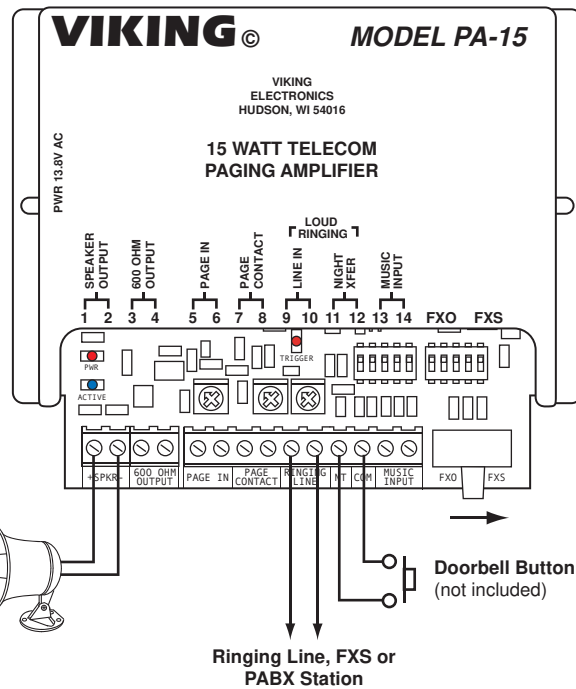 VIKING © MODEL PA-15
VIKING
ELECTRONICS
HUDSON, WI 54016
PWR 13.8V AC
15 WATT TELECOM
PAGING AMPLIFIER
LOUD
RINGING
SPEAKER
OUTPUT
600 OHM
OUTPUT
PAGE IN
PAGE
CONTACT
LINE IN
NIGHT
XFER
MUSIC
INPUT
1 2 3 4 5 6 7 8 9 10 11 12 13 14 FXO FXS
PWR
TRIGGER
ACTIVE
+SPKR-
600 OHM
OUTPUT
PAGE IN
PAGE
CONTACT
RINGING
LINE
NT COM
MUSIC
INPUT
FXO FXS
Doorbell Button
(not included)
Ringing Line, FXS or
PABX Station